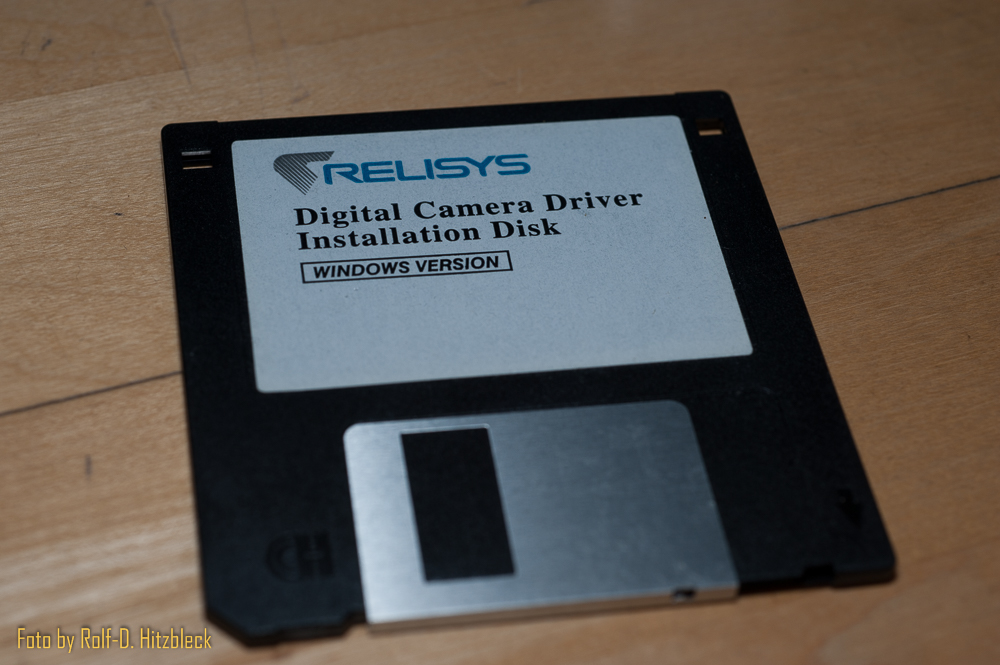 RELISYS
Digital Camera Driver
Installation Disk
WINDOWS VERSION
Foto by Rolf-D. Hitzbleck